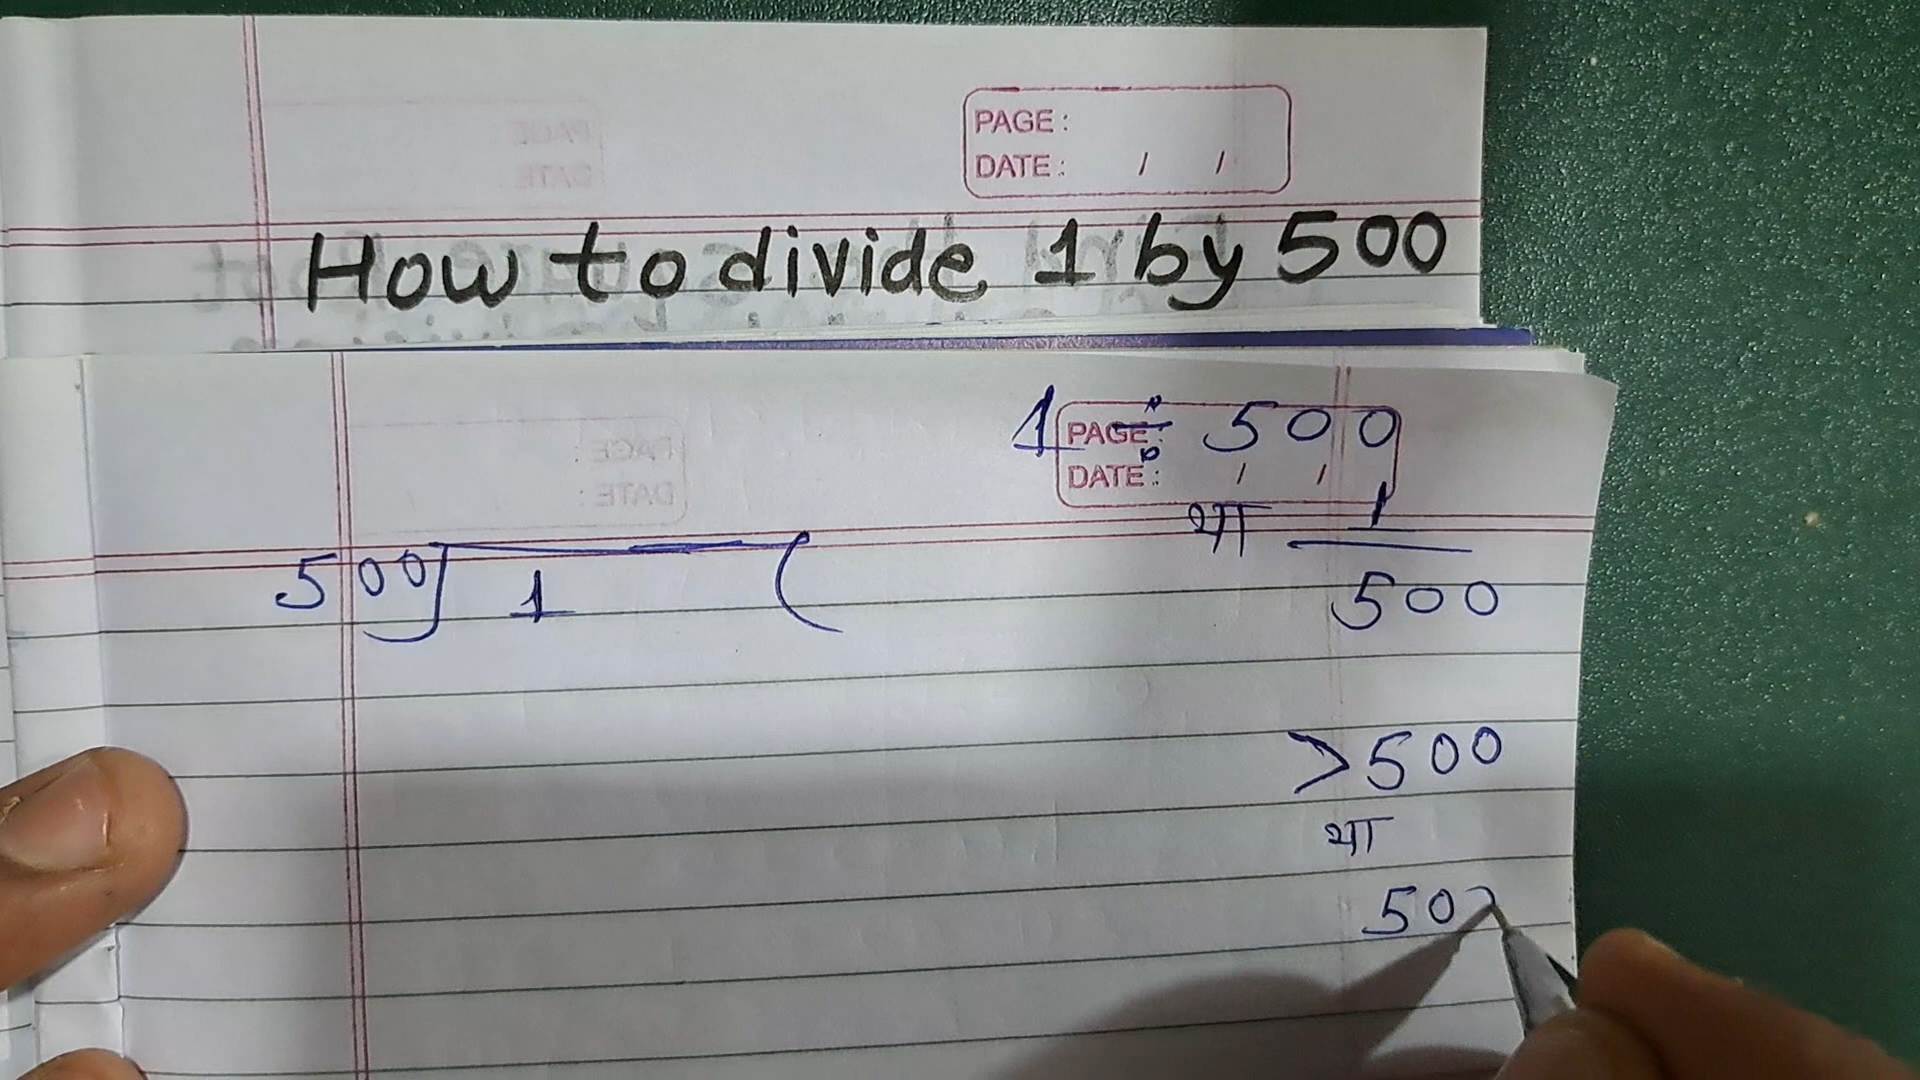 PAGE :
DATE : / /
How to divide 1 by 500
1 ÷ 500
PAGE :
DATE : / /
या 1
500
500 1
> 500
या
50